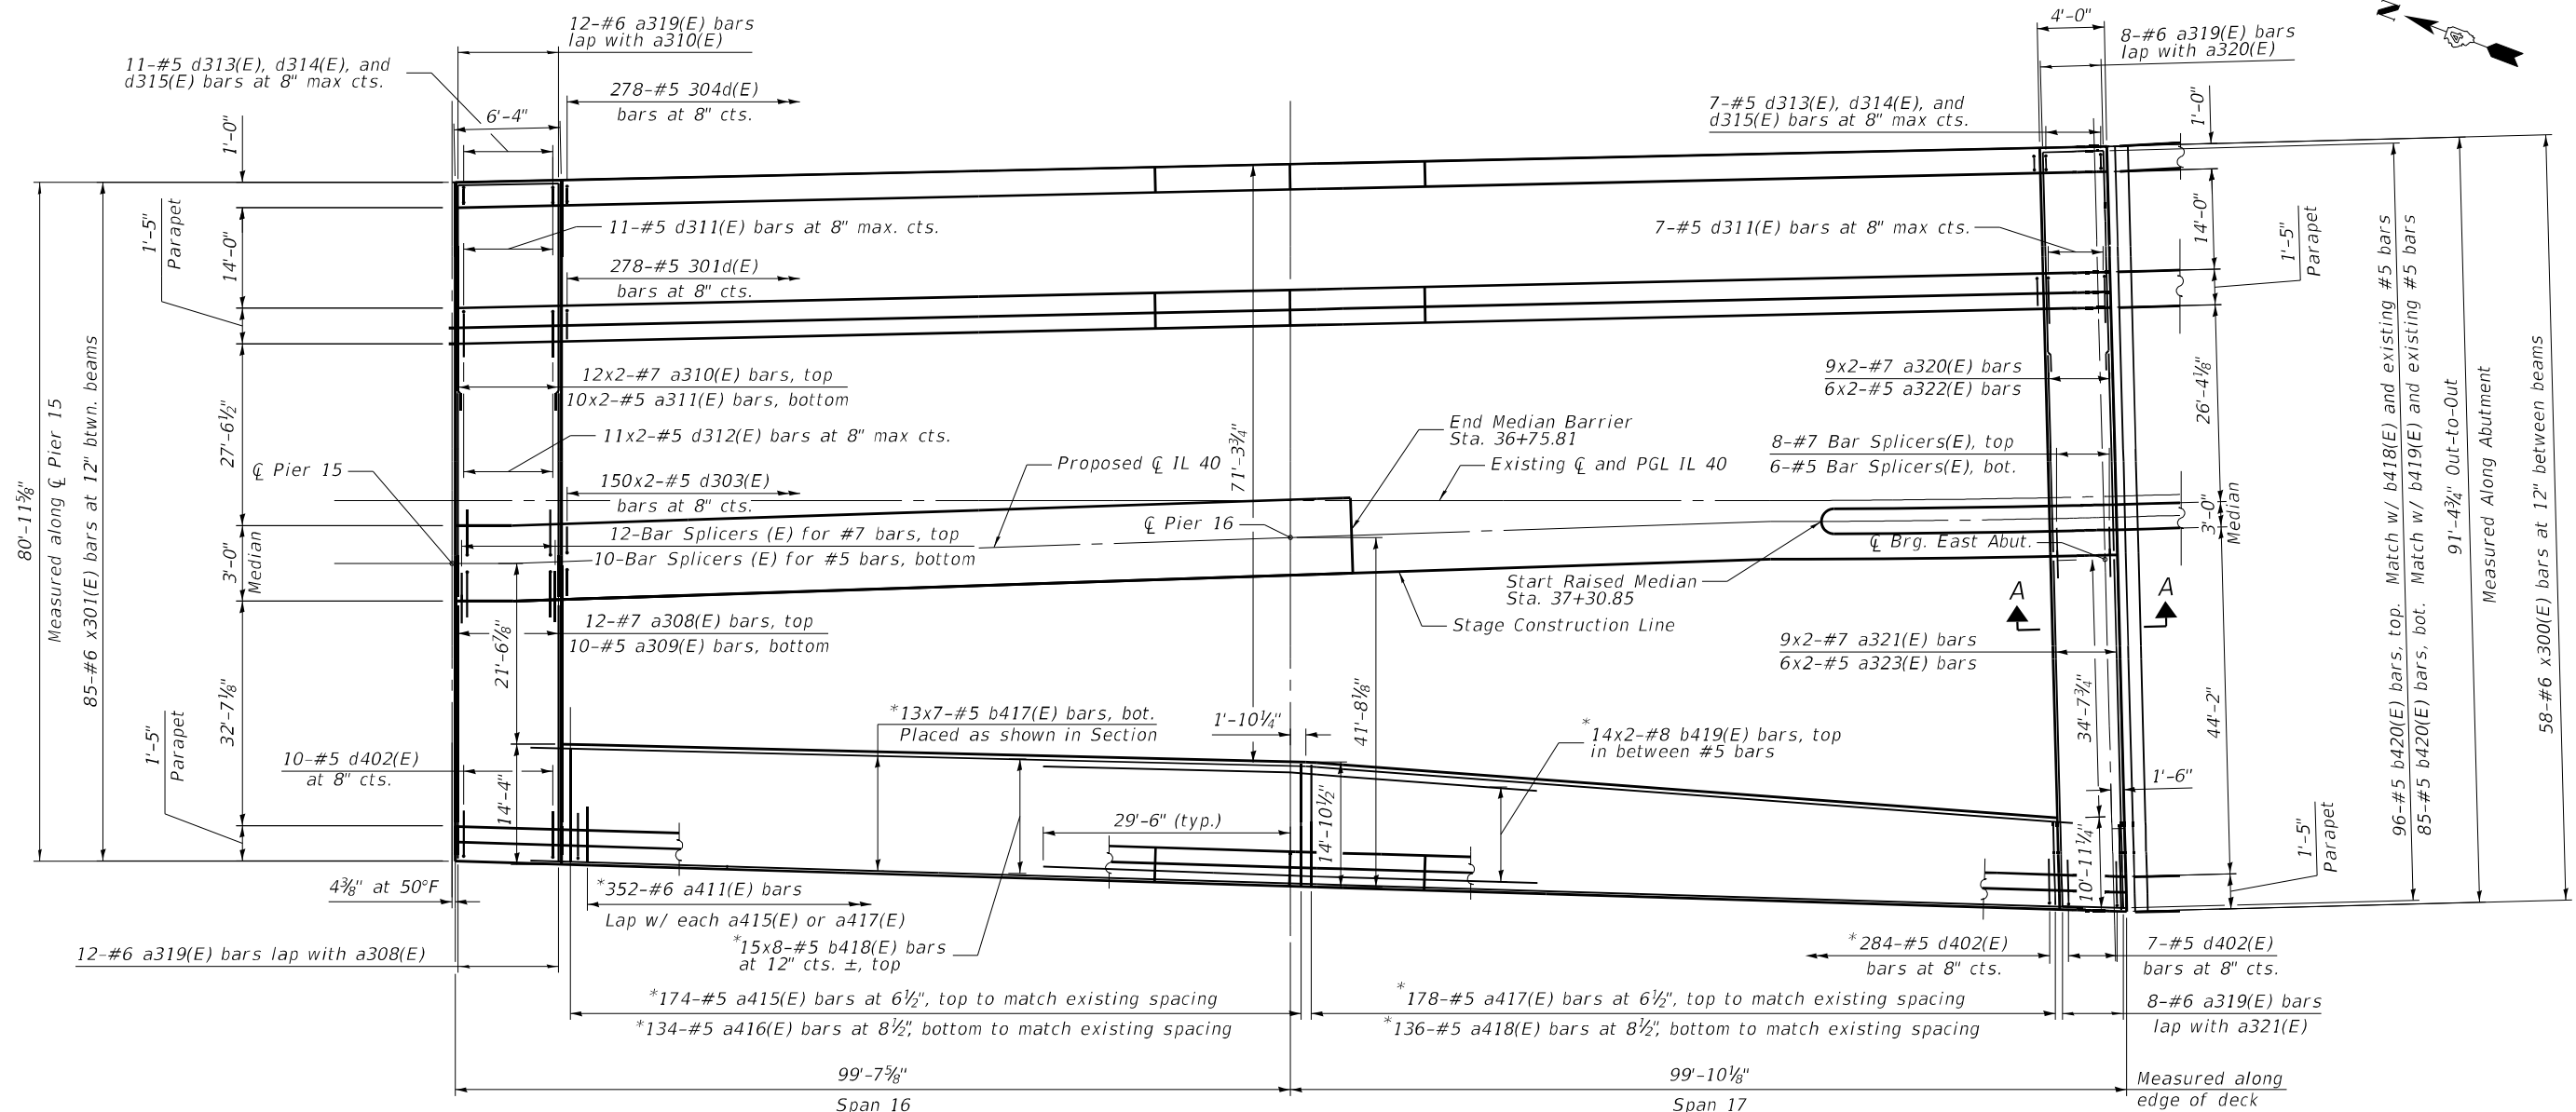 12-#6 a319(E) bars
lap with a310(E)
4'-0"
N
8-#6 a319(E) bars
lap with a320(E)
11-#5 d313(E), d314(E), and
d315(E) bars at 8" max cts.
278-#5 304d(E)
bars at 8" cts.
6'-4"
7-#5 d313(E), d314(E), and
d315(E) bars at 8" max cts.
1'-0"
1'-0"
1'-5"
Parapet
14'-0"
11-#5 d311(E) bars at 8" max. cts.
7-#5 d311(E) bars at 8" max cts.
14'-0"
1'-5"
Parapet
278-#5 301d(E)
bars at 8" cts.
80'-11⅝"
Measured along ℄ Pier 15
85-#6 x301(E) bars at 12" btwn. beams
27'-6½"
12x2-#7 a310(E) bars, top
10x2-#5 a311(E) bars, bottom
9x2-#7 a320(E) bars
6x2-#5 a322(E) bars
26'-4⅛"
11x2-#5 d312(E) bars at 8" max cts.
71'-3¾"
End Median Barrier
Sta. 36+75.81
8-#7 Bar Splicers(E), top
6-#5 Bar Splicers(E), bot.
℄ Pier 15
Proposed ℄ IL 40
Existing ℄ and PGL IL 40
150x2-#5 d303(E)
bars at 8" cts.
℄ Pier 16
3'-0"
Median
12-Bar Splicers (E) for #7 bars, top
10-Bar Splicers (E) for #5 bars, bottom
℄ Brg. East Abut.
3'-0"
Median
Start Raised Median
Sta. 37+30.85
A
A
Stage Construction Line
12-#7 a308(E) bars, top
10-#5 a309(E) bars, bottom
9x2-#7 a321(E) bars
6x2-#5 a323(E) bars
21'-6⅞"
32'-7⅛"
1'-5"
Parapet
41'-8⅛"
34'-7¾"
44'-2"
96-#5 b420(E) bars, top. Match w/ b418(E) and existing #5 bars
85-#5 b420(E) bars, bot. Match w/ b419(E) and existing #5 bars
91'-4¾" Out-to-Out
Measured Along Abutment
58-#6 x300(E) bars at 12" between beams
*13x7-#5 b417(E) bars, bot.
Placed as shown in Section
1'-10¼"
*14x2-#8 b419(E) bars, top
in between #5 bars
10-#5 d402(E)
at 8" cts.
14'-4"
29'-6" (typ.)
14'-10½"
1'-6"
10'-11¼"
1'-5"
Parapet
4⅜" at 50°F
*352-#6 a411(E) bars
Lap w/ each a415(E) or a417(E)
12-#6 a319(E) bars lap with a308(E)
*15x8-#5 b418(E) bars
at 12" cts. ±, top
*284-#5 d402(E)
bars at 8" cts.
7-#5 d402(E)
bars at 8" cts.
*174-#5 a415(E) bars at 6½", top to match existing spacing
*134-#5 a416(E) bars at 8½", bottom to match existing spacing
*178-#5 a417(E) bars at 6½", top to match existing spacing
*136-#5 a418(E) bars at 8½", bottom to match existing spacing
8-#6 a319(E) bars
lap with a321(E)
99'-7⅝"
Span 16
99'-10⅛"
Span 17
Measured along
edge of deck